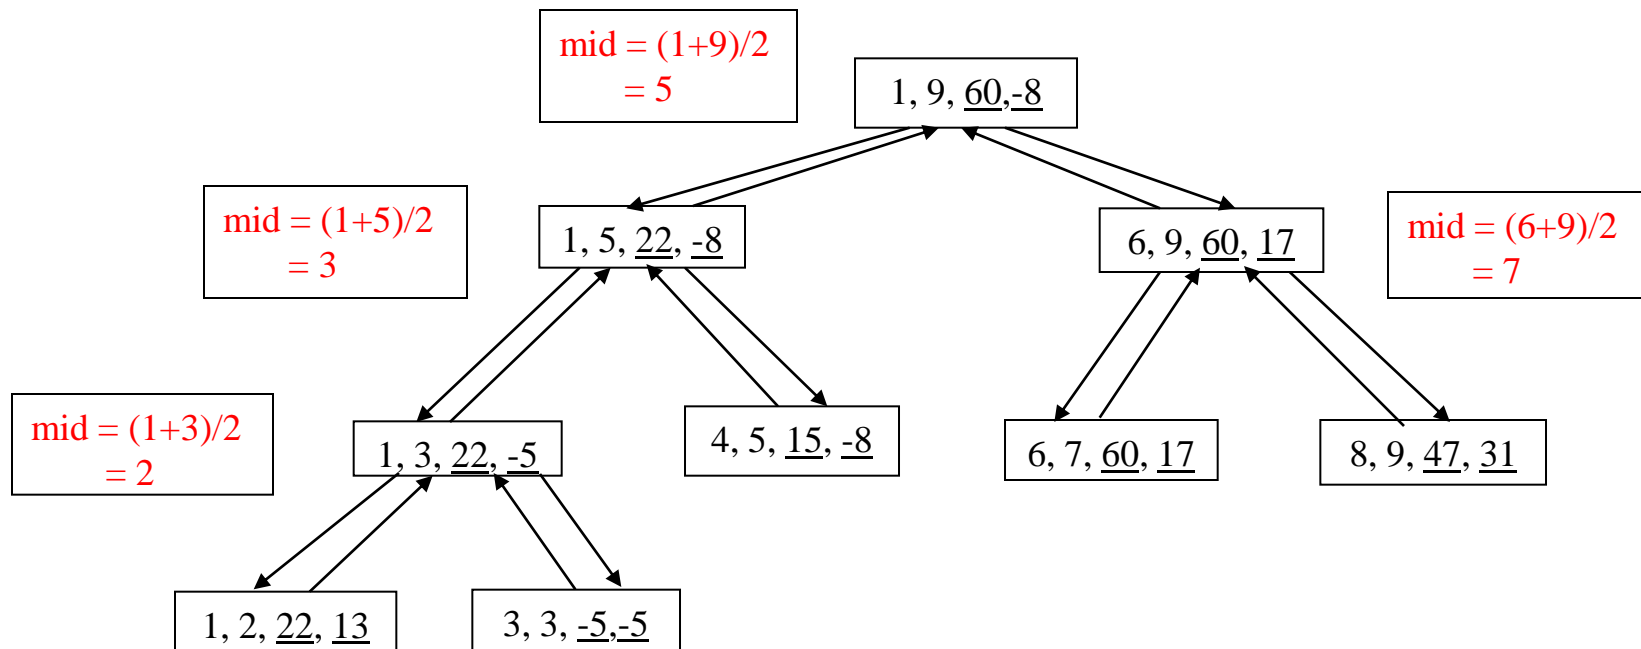 mid = (1+9)/2
= 5
1, 9, 60,-8
mid = (1+5)/2
= 3
1, 5, 22, -8
6, 9, 60, 17
mid = (6+9)/2
= 7
mid = (1+3)/2
= 2
1, 3, 22, -5
4, 5, 15, -8
6, 7, 60, 17
8, 9, 47, 31
1, 2, 22, 13
3, 3, -5,-5